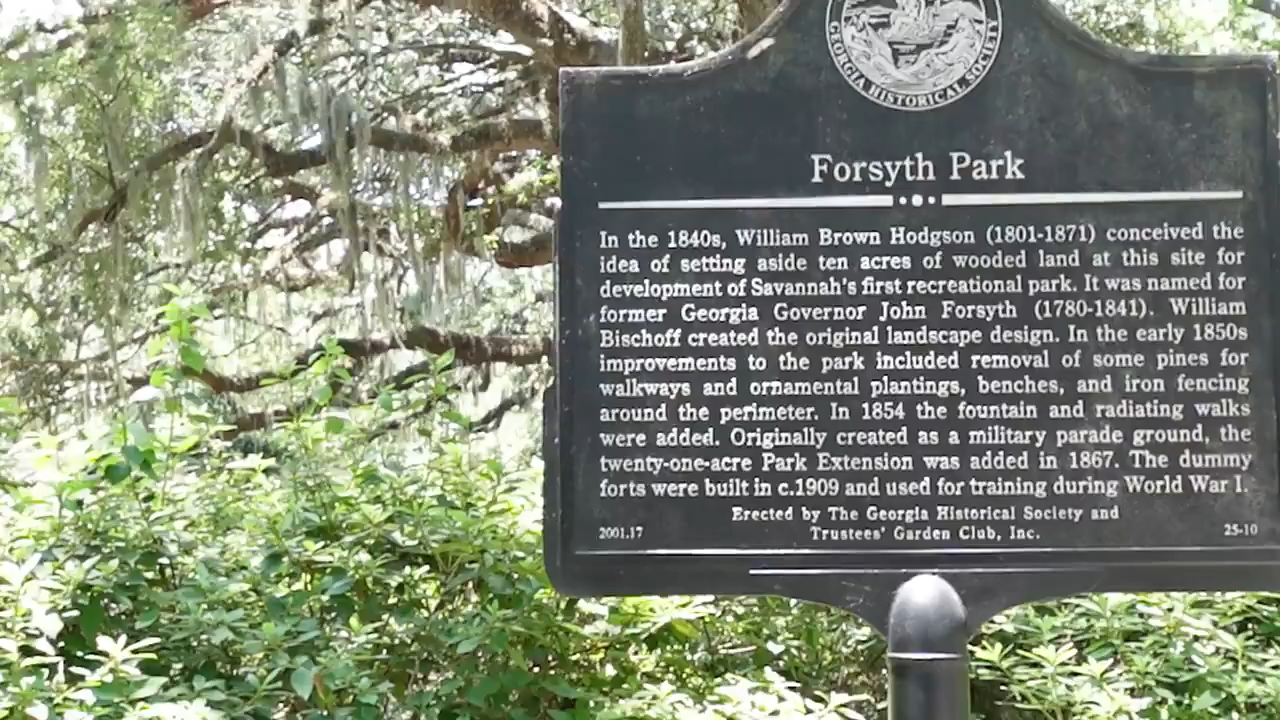 GEORGIA HISTORICAL SOCIETY
Forsyth Park
In the 1840s, William Brown Hodgson (1801-1871) conceived the
idea of setting aside ten acres of wooded land at this site for
development of Savannah's first recreational park. It was named for
former Georgia Governor John Forsyth (1780-1841). William
Bischoff created the original landscape design. In the early 1850s
improvements to the park included removal of some pines for
walkways and ornamental plantings, benches, and iron fencing
around the perimeter. In 1854 the fountain and radiating walks
were added. Originally created as a military parade ground, the
twenty-one-acre Park Extension was added in 1867. The dummy
forts were built in c.1909 and used for training during World War I.
Erected by The Georgia Historical Society and
2001.17 Trustees' Garden Club, Inc. 25-10